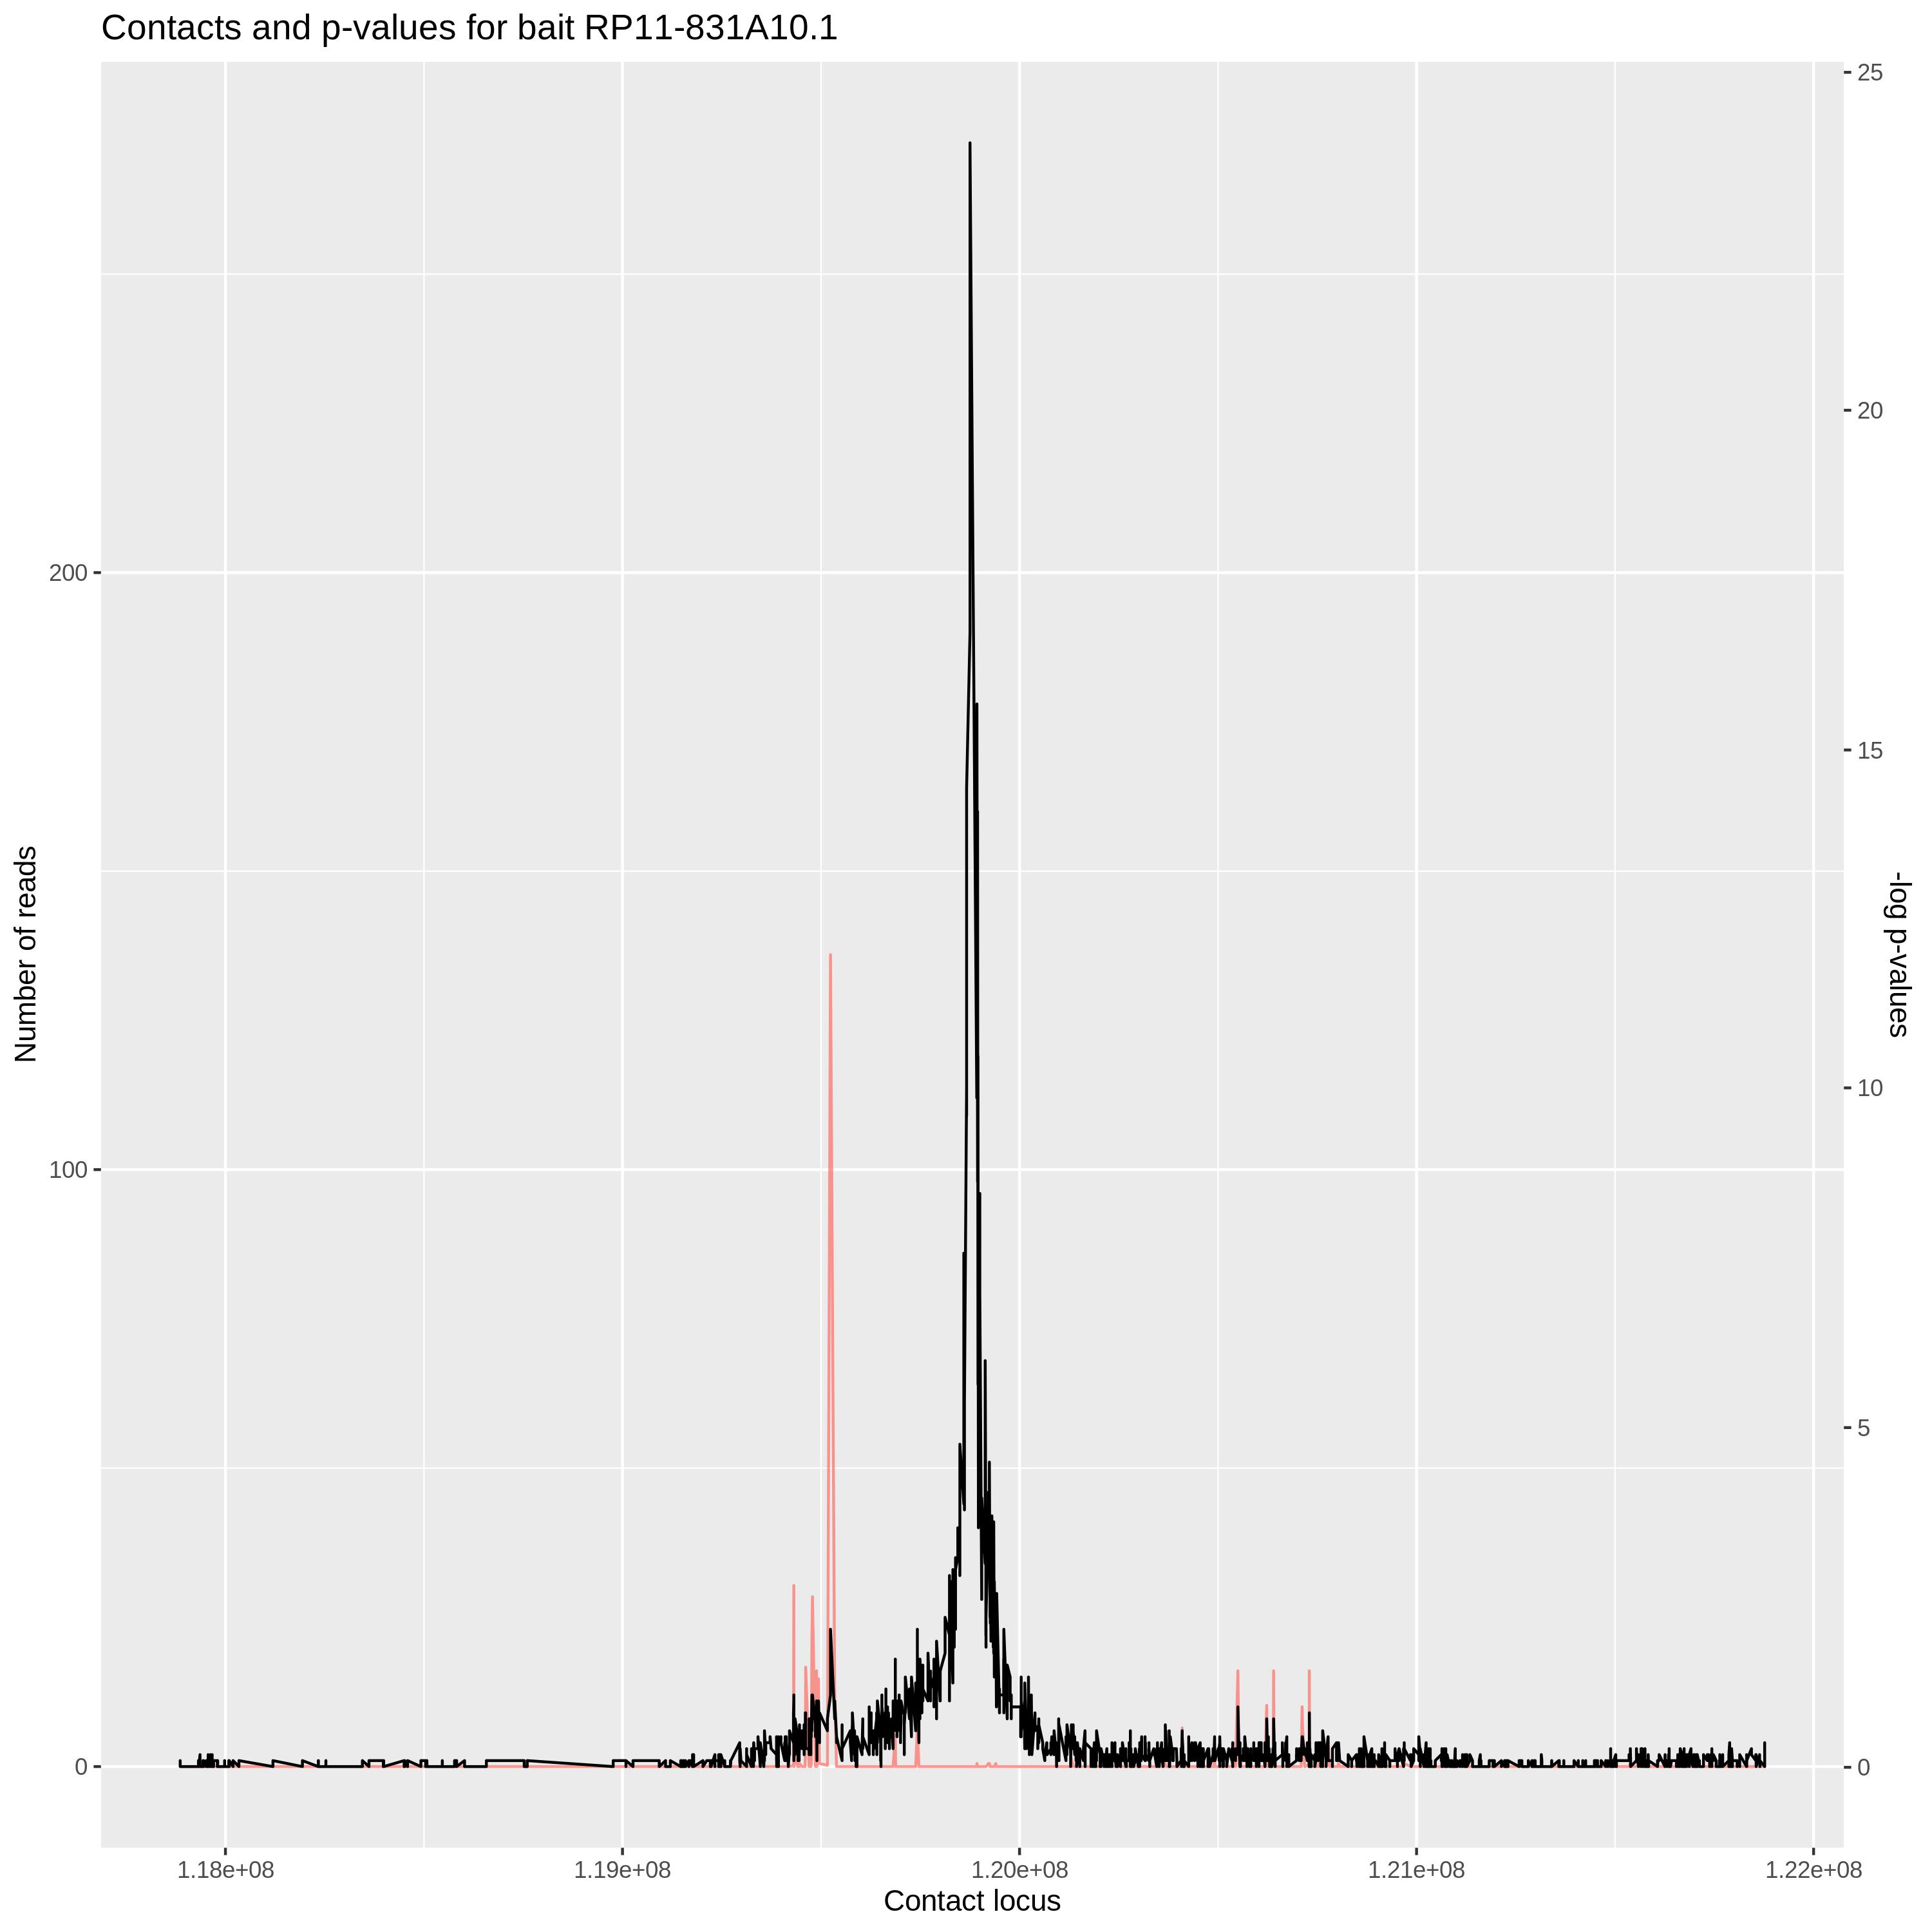 Contacts and p-values for bait RP11-831A10.1
25
20
200
15
Number of reads
-log p-values
10
100
5
0
0
1.18e+08 1.19e+08 1.20e+08 1.21e+08 1.22e+08
Contact locus